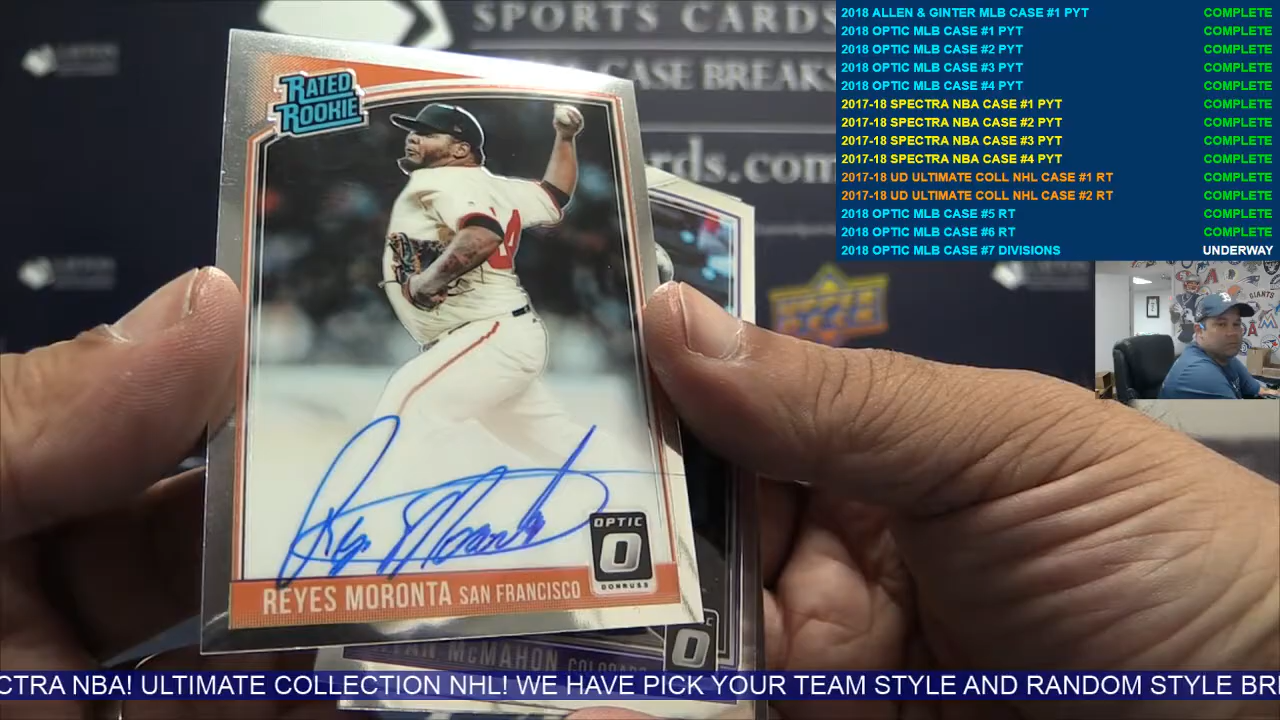 SPORTS CARDS
CASE BREAKS
rds.com
RATED
ROOKIE
4
OPTIC
O
DONRUSS
REYES MORONTA SAN FRANCISCO
McMAHON COLORADO
2018 ALLEN & GINTER MLB CASE #1 PYT COMPLETE
2018 OPTIC MLB CASE #1 PYT COMPLETE
2018 OPTIC MLB CASE #2 PYT COMPLETE
2018 OPTIC MLB CASE #3 PYT COMPLETE
2018 OPTIC MLB CASE #4 PYT COMPLETE
2017-18 SPECTRA NBA CASE #1 PYT COMPLETE
2017-18 SPECTRA NBA CASE #2 PYT COMPLETE
2017-18 SPECTRA NBA CASE #3 PYT COMPLETE
2017-18 SPECTRA NBA CASE #4 PYT COMPLETE
2017-18 UD ULTIMATE COLL NHL CASE #1 RT COMPLETE
2017-18 UD ULTIMATE COLL NHL CASE #2 RT COMPLETE
2018 OPTIC MLB CASE #5 RT COMPLETE
2018 OPTIC MLB CASE #6 RT COMPLETE
2018 OPTIC MLB CASE #7 DIVISIONS UNDERWAY
UPPER
GIANTS
CTRA NBA! ULTIMATE COLLECTION NHL! WE HAVE PICK YOUR TEAM STYLE AND RANDOM STYLE BRE